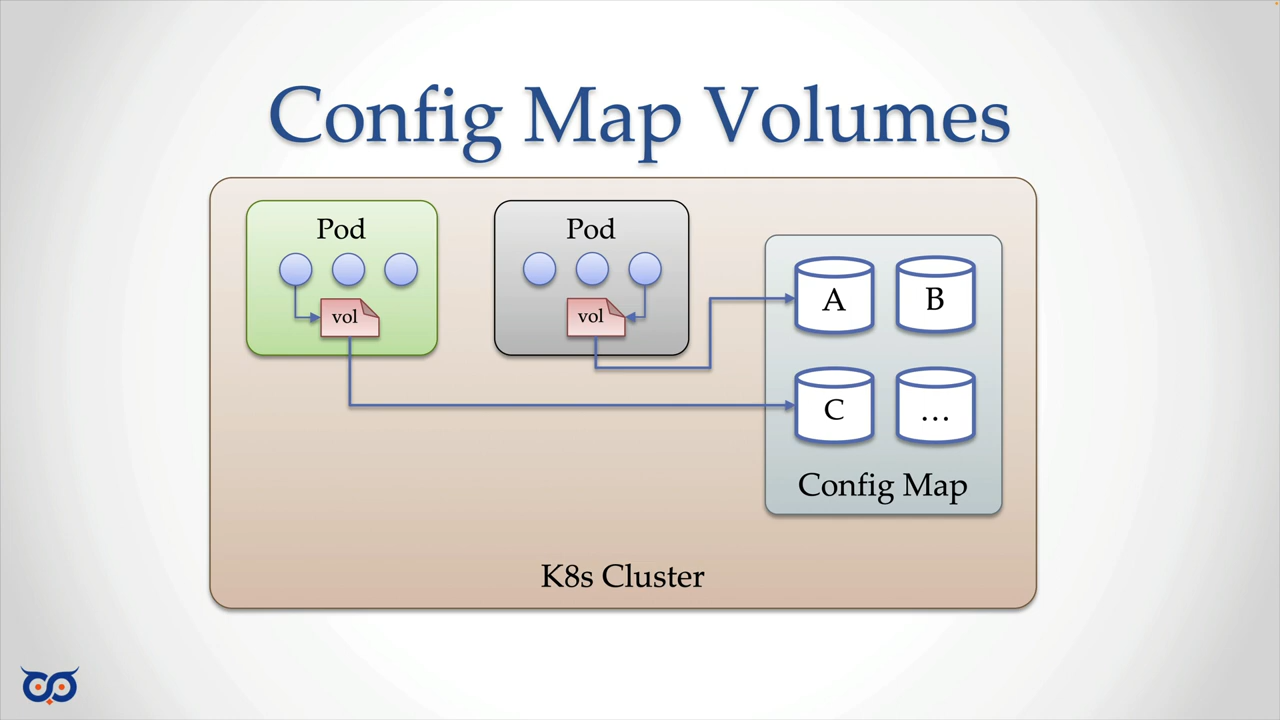 Config Map Volumes
Pod
vol
Pod
vol
A
B
C
...
Config Map
K8s Cluster